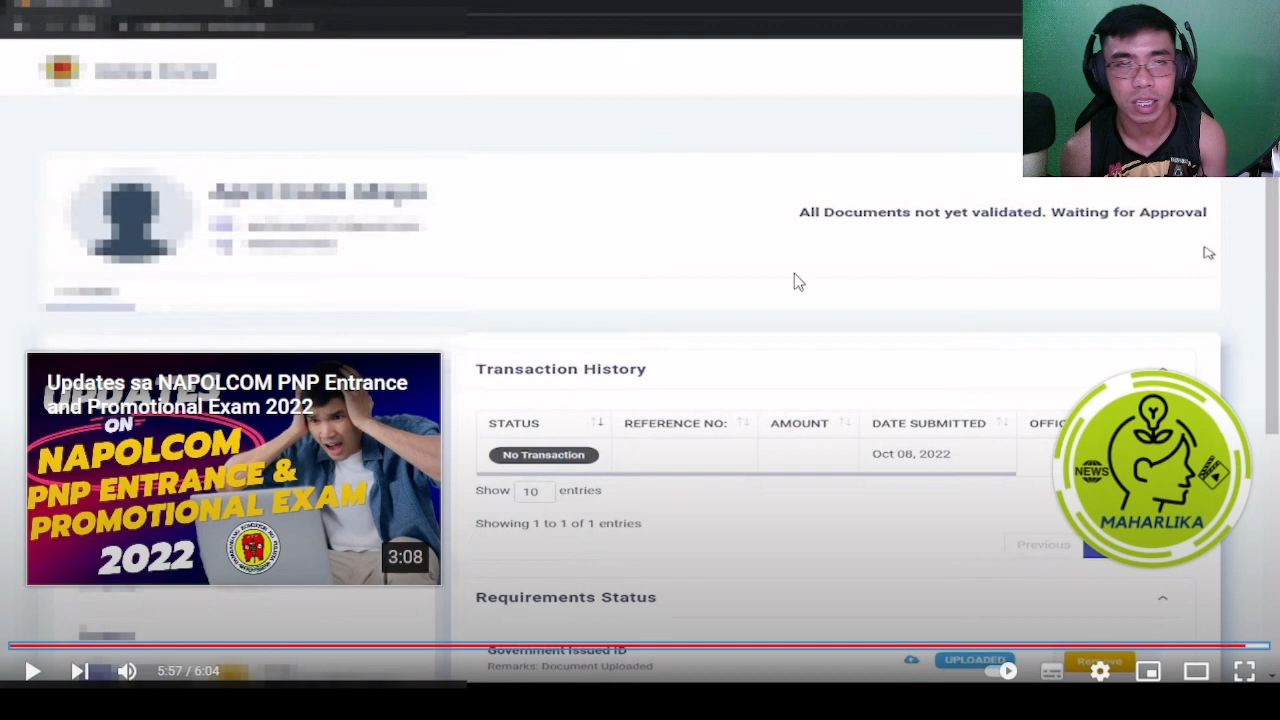 All Documents not yet validated. Waiting for Approval
Transaction History
STATUS REFERENCE NO: AMOUNT DATE SUBMITTED OFFIC
No Transaction Oct 08, 2022
Show 10 entries
Showing 1 to 1 of 1 entries
Previous
Requirements Status
Government Issued ID
Remarks: Document Uploaded
UPLOADED
Remove
Updates sa NAPOLCOM PNP Entrance
and Promotional Exam 2022
UPDATES
ON
NAPOLCOM
PNP ENTRANCE &
PROMOTIONAL EXAM
2022
3:08
NEWS
MAHARLIKA
5:57 / 6:04